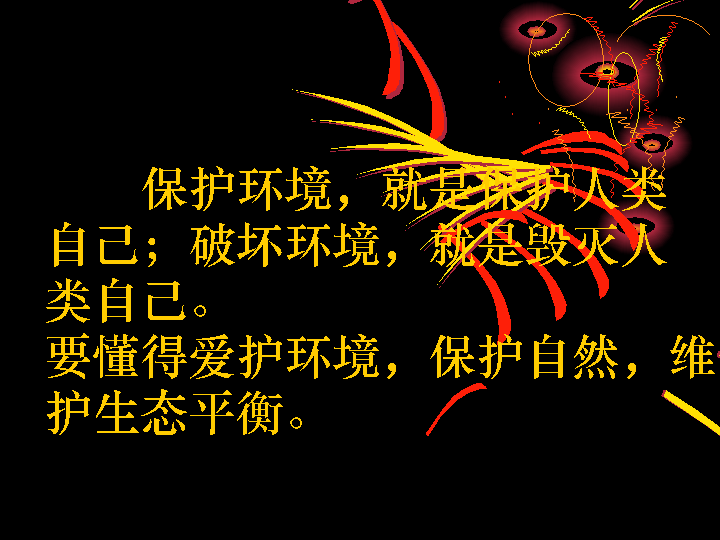 保护环境，就是保护人类
自己；破坏环境，就是毁灭人
类自己。
要懂得爱护环境，保护自然，维
护生态平衡。